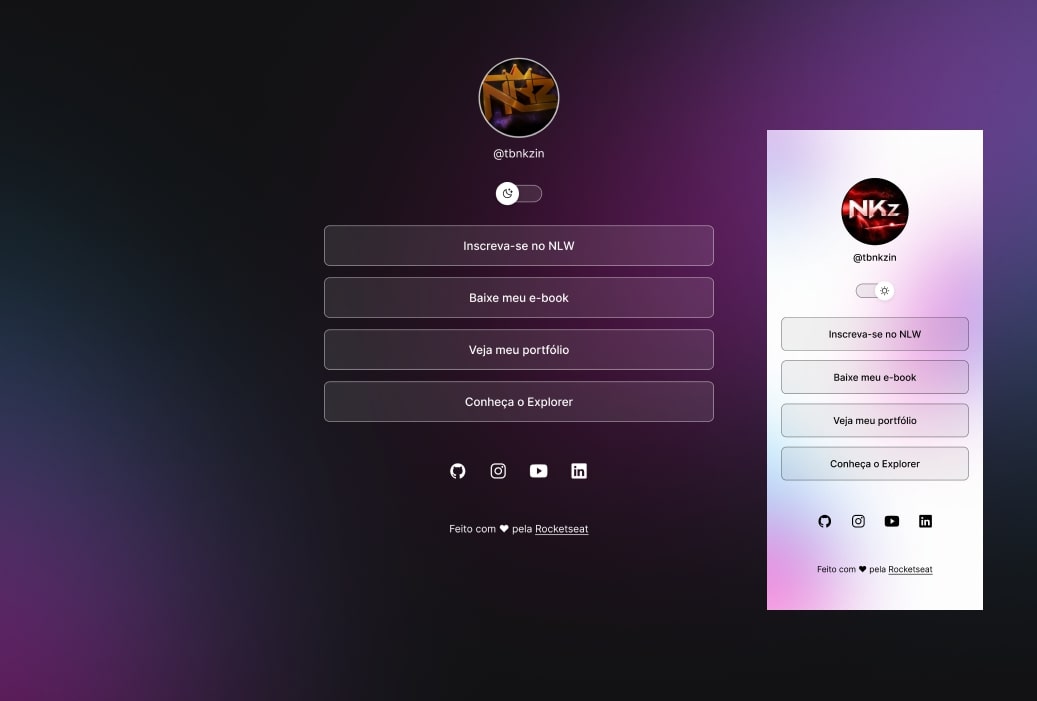 NKz
@tbnkzin
Inscreva-se no NLW
Baixe meu e-book
Veja meu portfólio
Conheça o Explorer
Feito com ♥ pela Rocketseat
NKz
@tbnkzin
Inscreva-se no NLW
Baixe meu e-book
Veja meu portfólio
Conheça o Explorer
Feito com ♥ pela Rocketseat